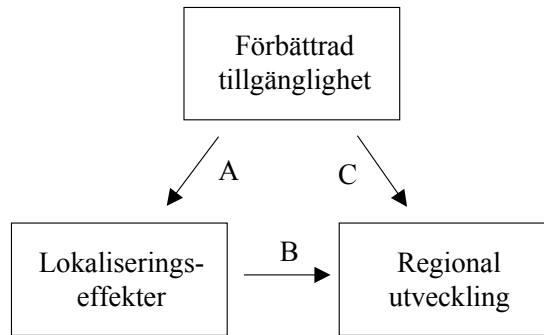 Förbättrad
tillgänglighet
A
C
Lokaliserings-
effekter
B
Regional
utveckling